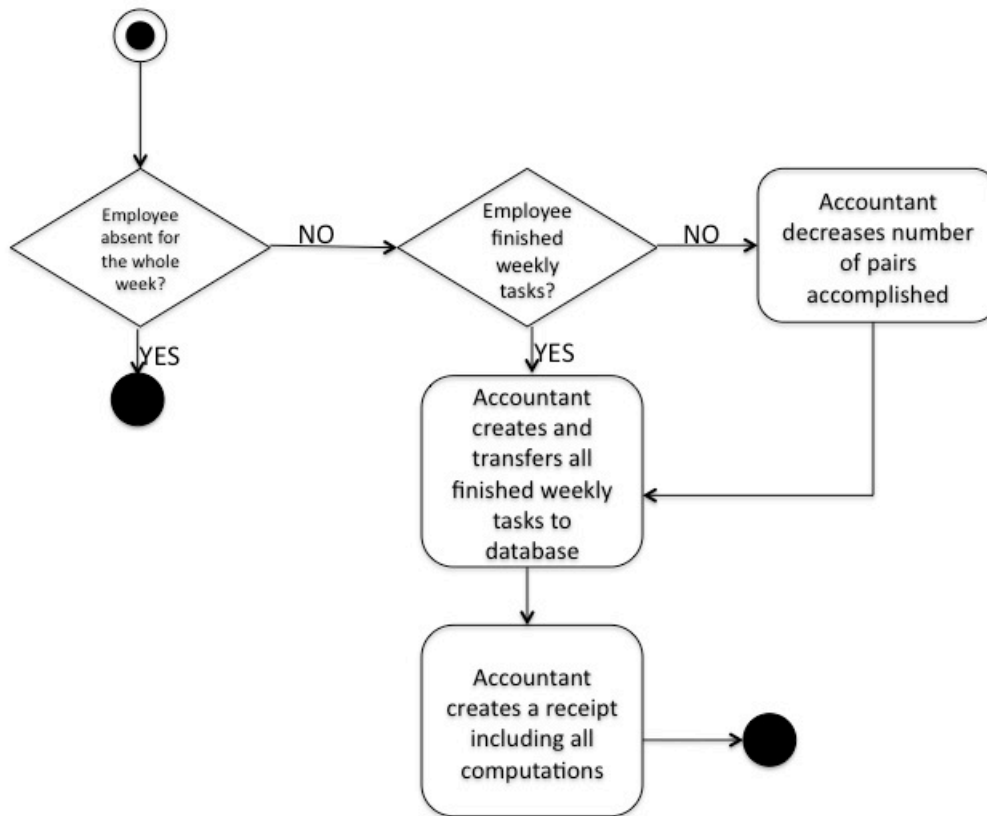 Employee
absent for
the whole
week?
NO
Employee
finished
weekly
tasks?
NO
Accountant
decreases number
of pairs
accomplished
YES
YES
Accountant
creates and
transfers all
finished weekly
tasks to
database
Accountant
creates a receipt
including all
computations